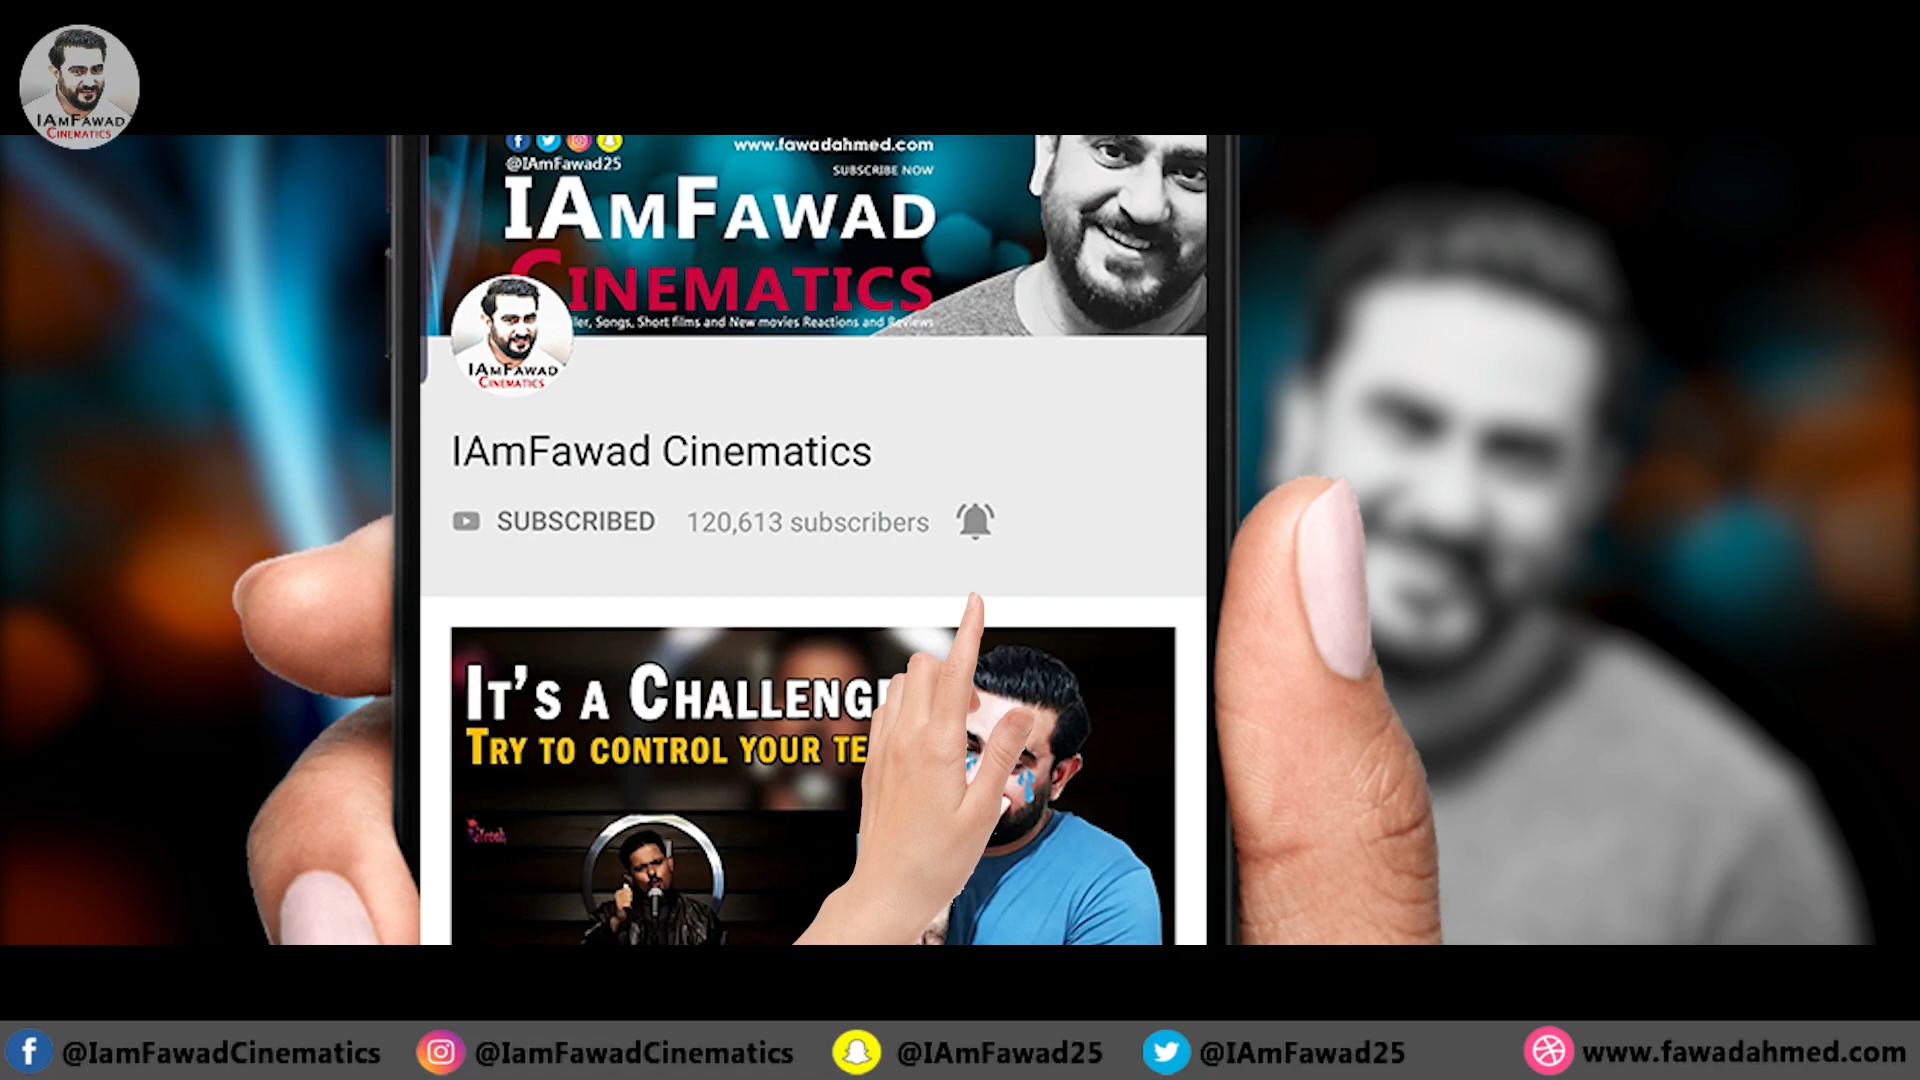 IAMFAWAD
CINEMATICS
www.fawadahmed.com
@IAmFawad25
SUBSCRIBE NOW
IAMFAWAD
CINEMATICS
Songs, Short films and New movies Reactions and Reviews
IAMFAWAD
CINEMATICS
IAmFawad Cinematics
SUBSCRIBED 120,613 subscribers
IT'S A CHALLENGE
TRY TO CONTROL YOUR TE
@IamFawadCinematics @IamFawadCinematics @IAmFawad25 @IAmFawad25 www.fawadahmed.com